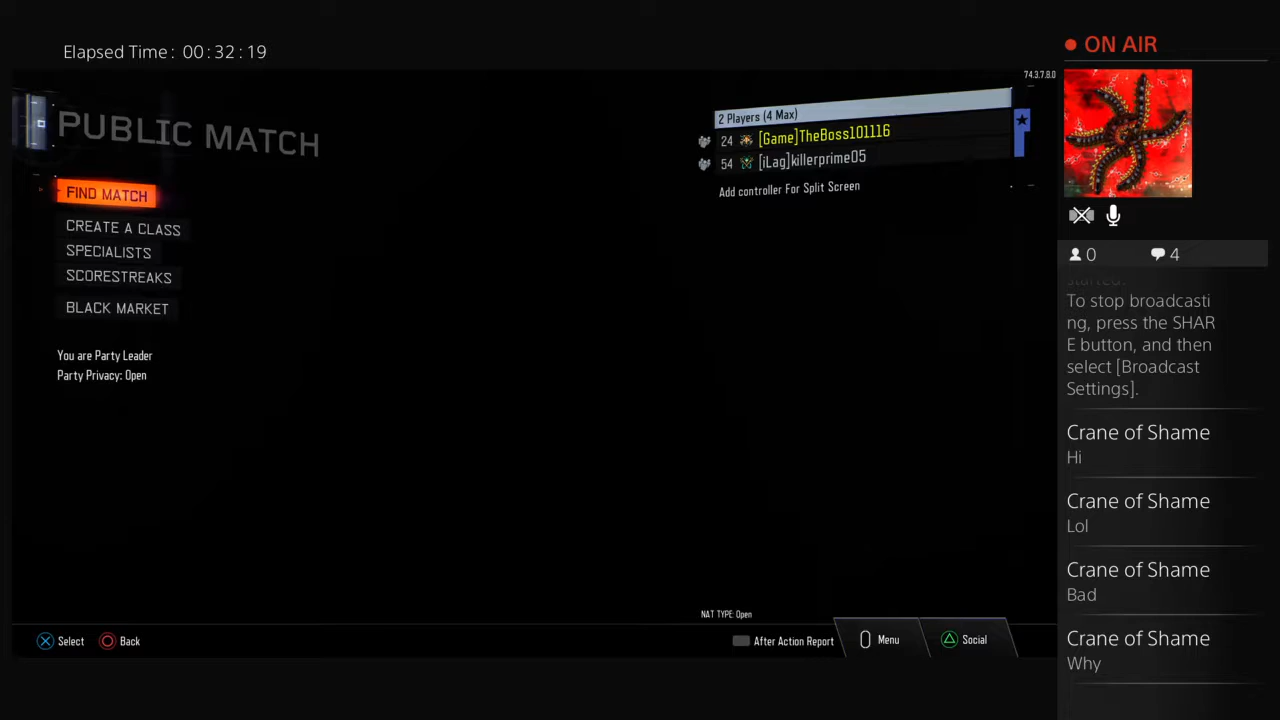 Elapsed Time: 00:32:19
ON AIR
74.3.7.8.0
PUBLIC MATCH
2 Players (4 Max)
24 [Game]TheBoss101116
54 [iLag]killerprime05
Add controller For Split Screen
FIND MATCH
CREATE A CLASS
SPECIALISTS
SCORESTREAKS
BLACK MARKET
You are Party Leader
Party Privacy: Open
0 4
started.
To stop broadcasti
ng, press the SHAR
E button, and then
select [Broadcast
Settings].
Crane of Shame
Hi
Crane of Shame
Lol
Crane of Shame
Bad
Crane of Shame
Why
NAT TYPE: Open
Select Back After Action Report Menu Social